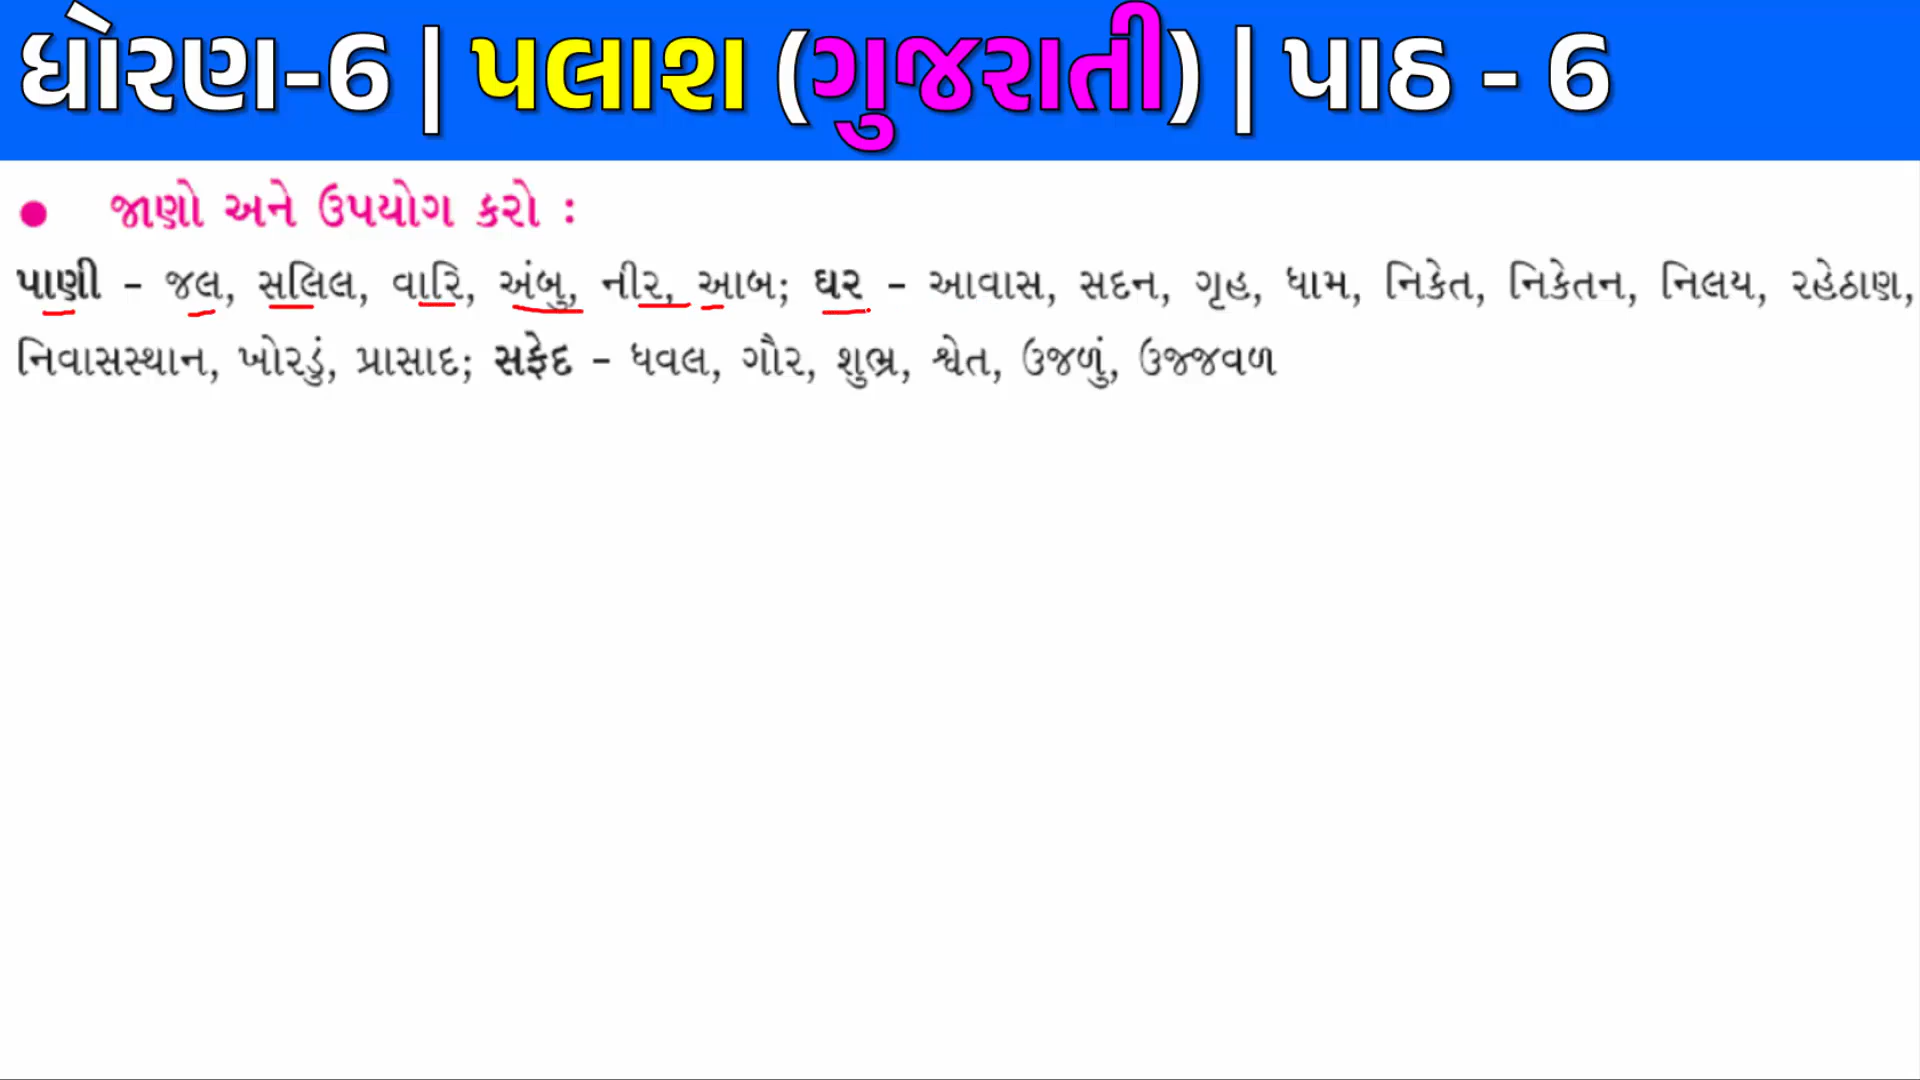 ધોરણ-6 | પલાશ (ગુજરાતી) | પાઠ - 6
● જાણો અને ઉપયોગ કરો :
પાણી – જલ, સલિલ, વારિ, અંબુ, નીર, આબ; ઘર – આવાસ, સદન, ગૃહ, ધામ, નિકેત, નિકેતન, નિલય, રહેઠાણ,
નિવાસસ્થાન, ખોરડું, પ્રાસાદ; સફેદ – ધવલ, ગૌર, શુભ્ર, શ્વેત, ઉજળું, ઉજ્જવળ